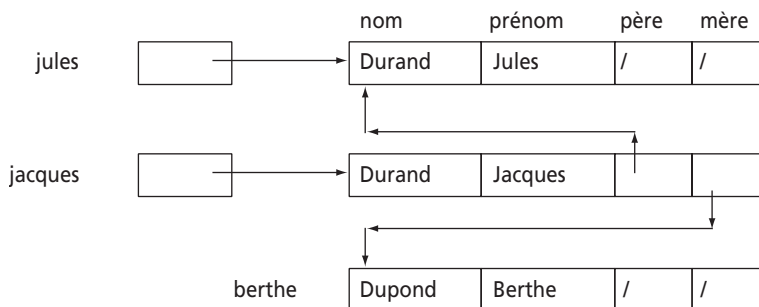 nom prénom père mère
jules Durand Jules / /
jacques Durand Jacques
berthe Dupond Berthe / /